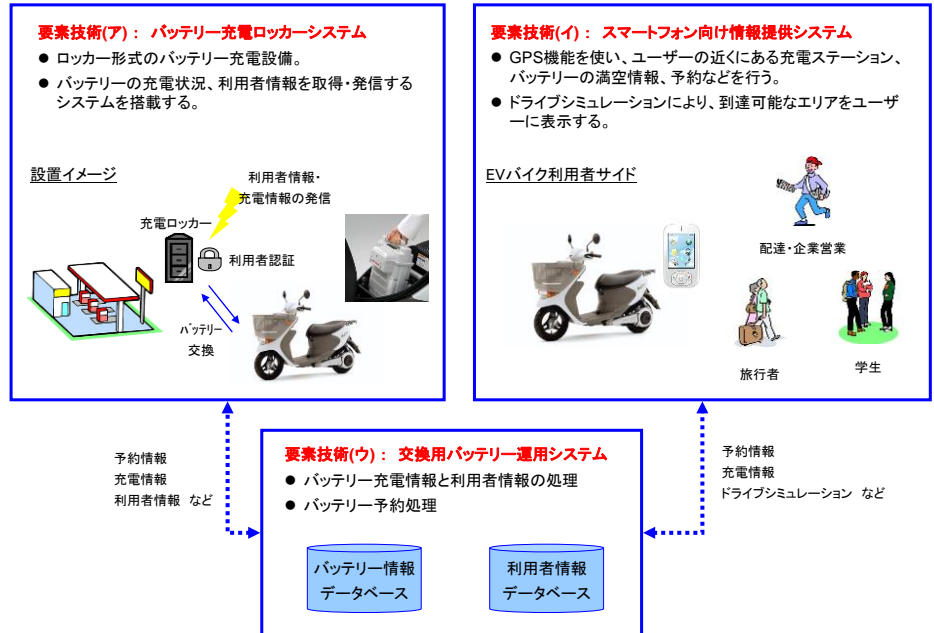 要素技術(ア)： バッテリー充電ロッカーシステム
● ロッカー形式のバッテリー充電設備。
● バッテリーの充電状況、利用者情報を取得・発信する
システムを搭載する。
設置イメージ
利用者情報・
充電情報の発信
充電ロッカー
利用者認証
バッテリー
交換
要素技術(イ)： スマートフォン向け情報提供システム
● GPS機能を使い、ユーザーの近くにある充電ステーション、
バッテリーの満空情報、予約などを行う。
● ドライブシミュレーションにより、到達可能なエリアをユーザ
ーに表示する。
EVバイク利用者サイド
配達・企業営業
旅行者
学生
予約情報
充電情報
利用者情報 など
要素技術(ウ)： 交換用バッテリー運用システム
● バッテリー充電情報と利用者情報の処理
● バッテリー予約処理
バッテリー情報
データベース
利用者情報
データベース
予約情報
充電情報
ドライブシミュレーション など